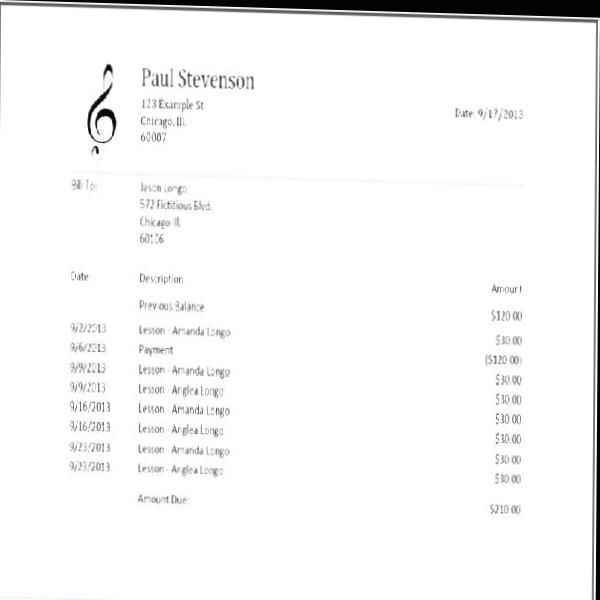 Paul Stevenson
123 Example St.
Chicago, Ill.
60007
Date: 9/17/2013
Bill To:
Jason Longo
572 Fictitious Blvd.
Chicago Ill.
60106
Date Description Amount
Previous Balance $120.00
9/2/2013 Lesson - Amanda Longo $30.00
9/6/2013 Payment ($120.00)
9/9/2013 Lesson - Amanda Longo $30.00
9/9/2013 Lesson - Anglea Longo $30.00
9/16/2013 Lesson - Amanda Longo $30.00
9/16/2013 Lesson - Anglea Longo $30.00
9/23/2013 Lesson - Amanda Longo $30.00
9/23/2013 Lesson - Anglea Longo $30.00
Amount Due: $210.00